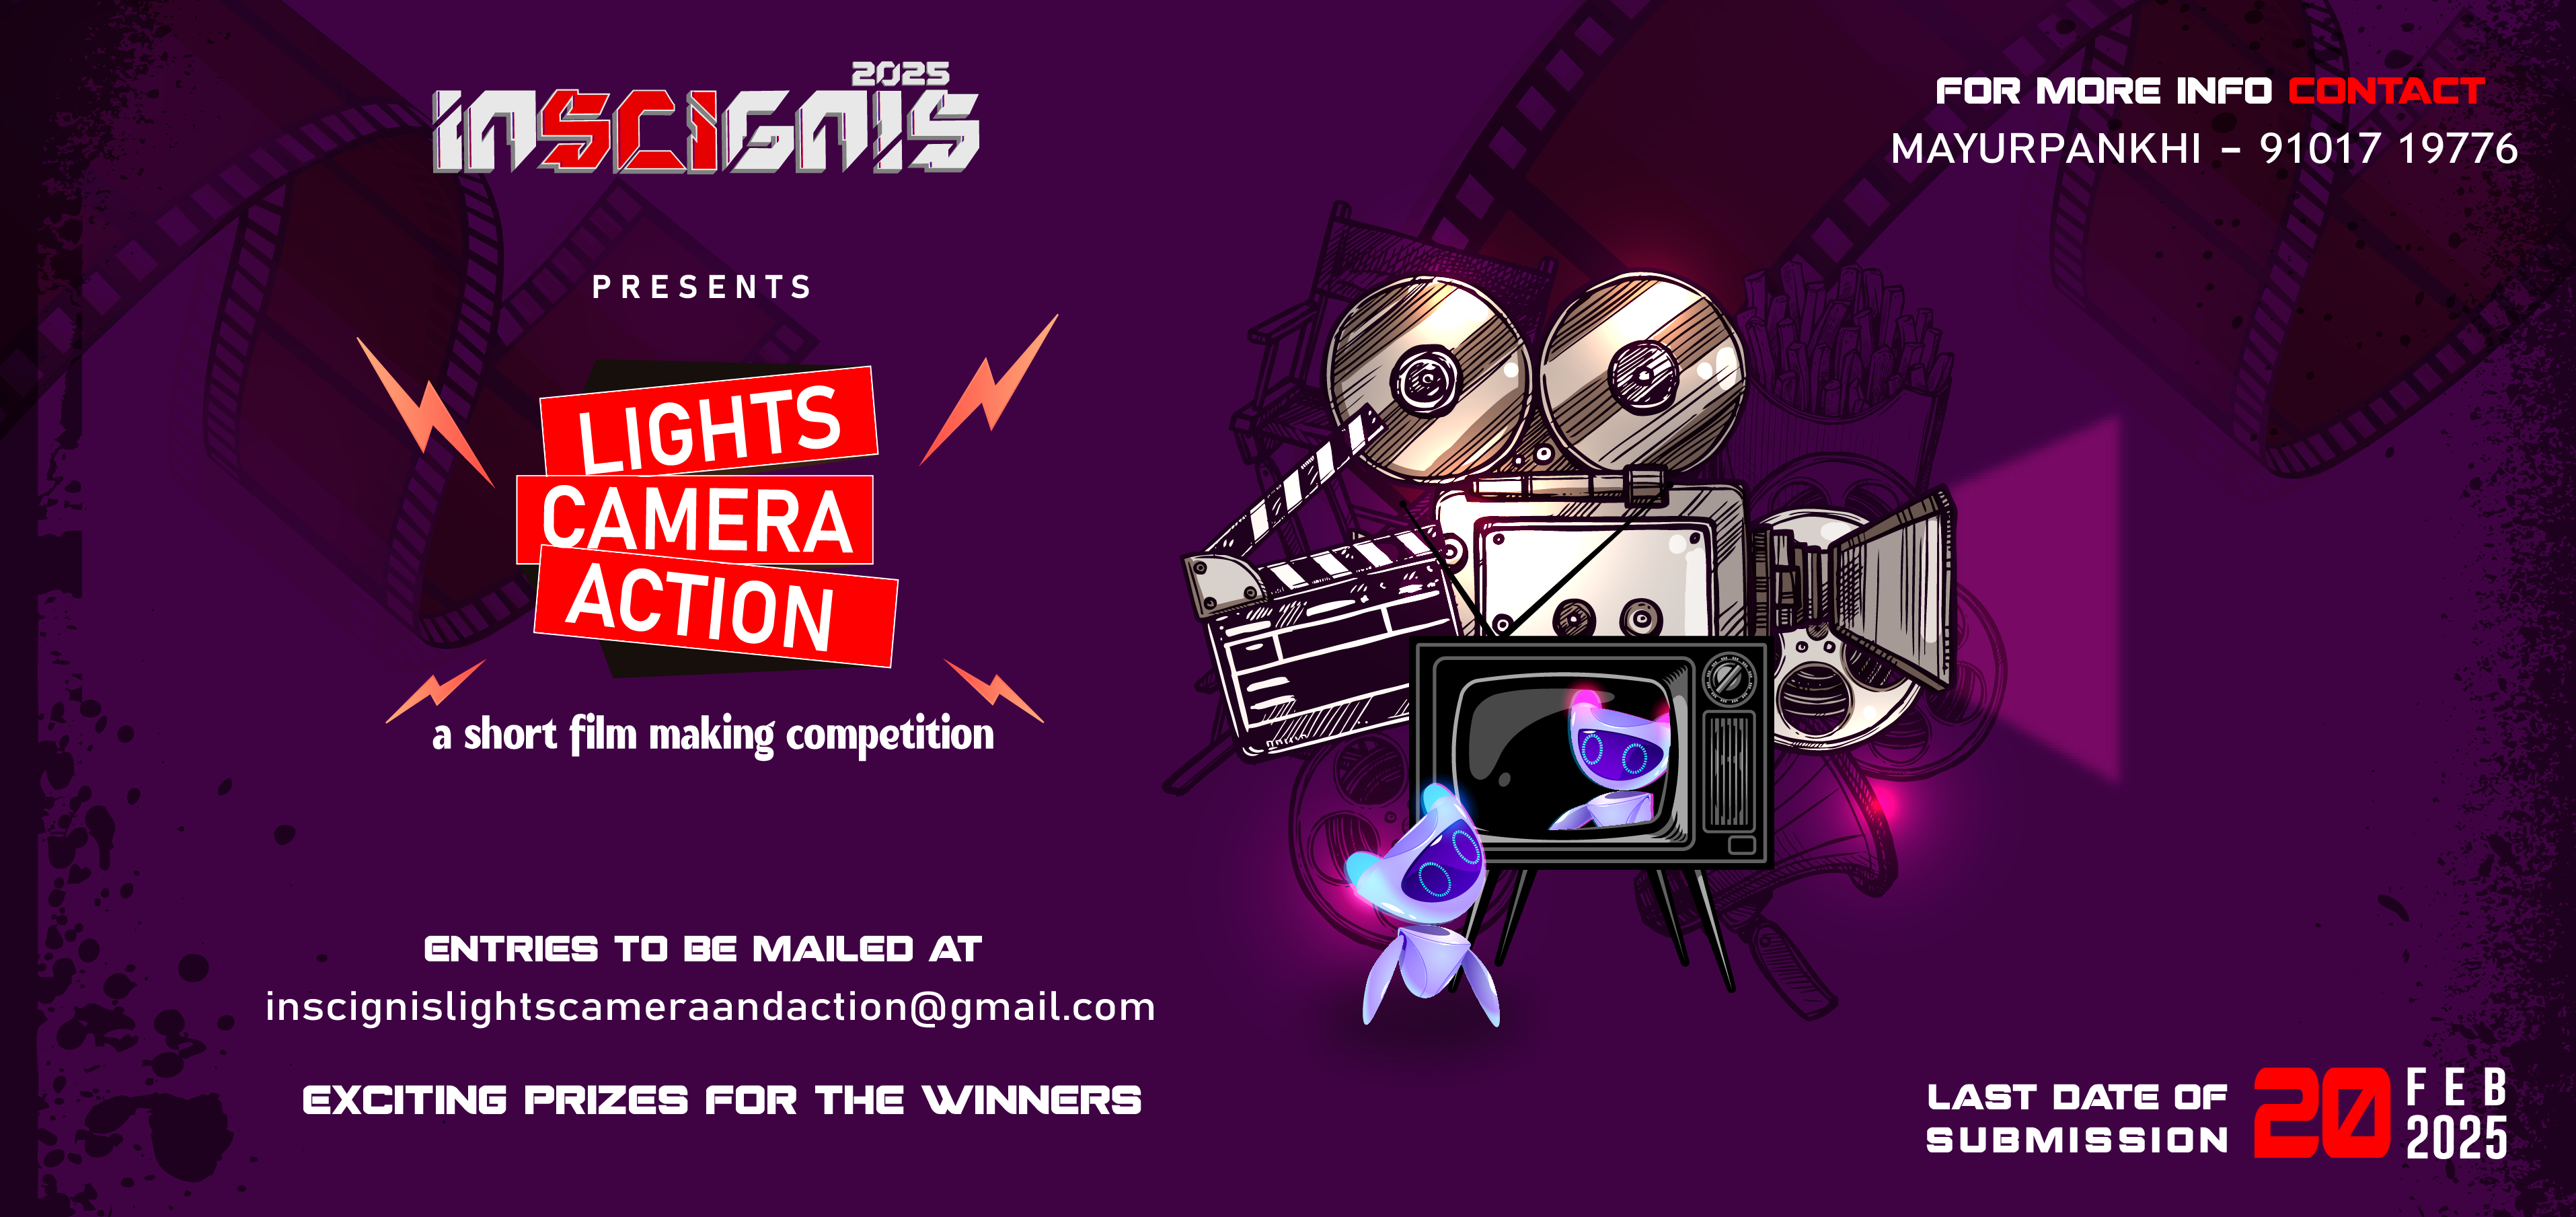 2025
INSCIGNIS
PRESENTS
LIGHTS
CAMERA
ACTION
a short film making competition
ENTRIES TO BE MAILED AT
inscignislightscameraandaction@gmail.com
EXCITING PRIZES FOR THE WINNERS
FOR MORE INFO CONTACT
MAYURPANKHI - 91017 19776
LAST DATE OF
SUBMISSION
20
FEB
2025